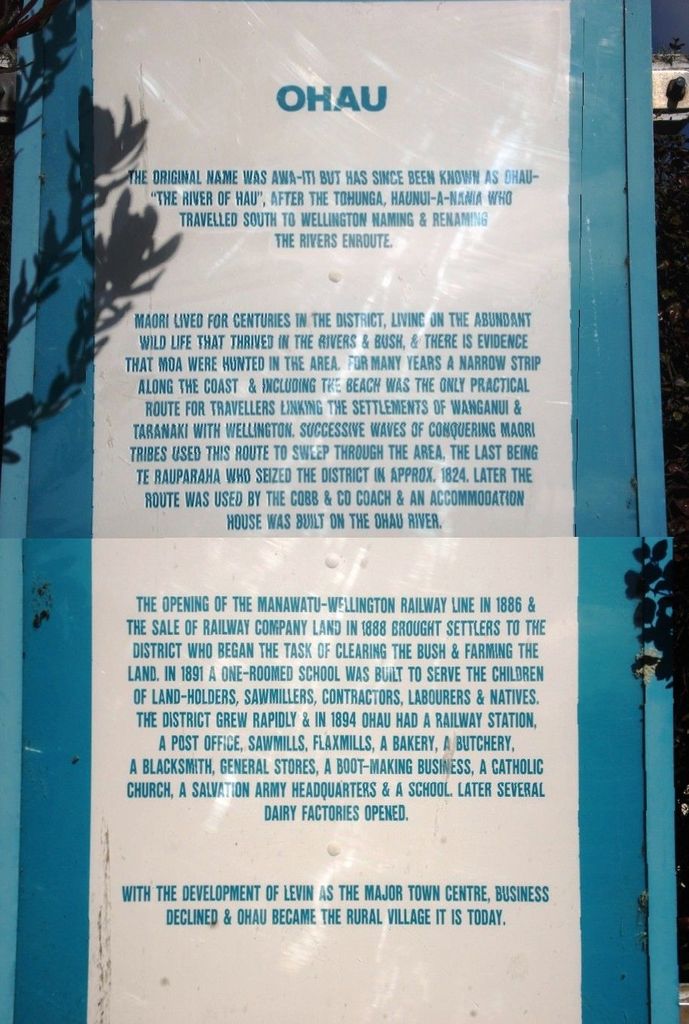 OHAU
THE ORIGINAL NAME WAS AWA-ITI BUT HAS SINCE BEEN KNOWN AS OHAU-
"THE RIVER OF HAU", AFTER THE TOHUNGA, HAUNUI-A-NANIA WHO
TRAVELLED SOUTH TO WELLINGTON NAMING & RENAMING
THE RIVERS ENROUTE.
MAORI LIVED FOR CENTURIES IN THE DISTRICT, LIVING ON THE ABUNDANT
WILD LIFE THAT THRIVED IN THE RIVERS & BUSH, & THERE IS EVIDENCE
THAT MOA WERE HUNTED IN THE AREA. FOR MANY YEARS A NARROW STRIP
ALONG THE COAST & INCLUDING THE BEACH WAS THE ONLY PRACTICAL
ROUTE FOR TRAVELLERS LINKING THE SETTLEMENTS OF WANGANUI &
TARANAKI WITH WELLINGTON. SUCCESSIVE WAVES OF CONQUERING MAORI
TRIBES USED THIS ROUTE TO SWEEP THROUGH THE AREA, THE LAST BEING
TE RAUPARAHA WHO SEIZED THE DISTRICT IN APPROX. 1824. LATER THE
ROUTE WAS USED BY THE COBB & CO COACH & AN ACCOMMODATION
HOUSE WAS BUILT ON THE OHAU RIVER.
THE OPENING OF THE MANAWATU-WELLINGTON RAILWAY LINE IN 1886 &
THE SALE OF RAILWAY COMPANY LAND IN 1888 BROUGHT SETTLERS TO THE
DISTRICT WHO BEGAN THE TASK OF CLEARING THE BUSH & FARMING THE
LAND. IN 1891 A ONE-ROOMED SCHOOL WAS BUILT TO SERVE THE CHILDREN
OF LAND-HOLDERS, SAWMILLERS, CONTRACTORS, LABOURERS & NATIVES.
THE DISTRICT GREW RAPIDLY & IN 1894 OHAU HAD A RAILWAY STATION,
A POST OFFICE, SAWMILLS, FLAXMILLS, A BAKERY, A BUTCHERY,
A BLACKSMITH, GENERAL STORES, A BOOT-MAKING BUSINESS, A CATHOLIC
CHURCH, A SALVATION ARMY HEADQUARTERS & A SCHOOL. LATER SEVERAL
DAIRY FACTORIES OPENED.
WITH THE DEVELOPMENT OF LEVIN AS THE MAJOR TOWN CENTRE, BUSINESS
DECLINED & OHAU BECAME THE RURAL VILLAGE IT IS TODAY.